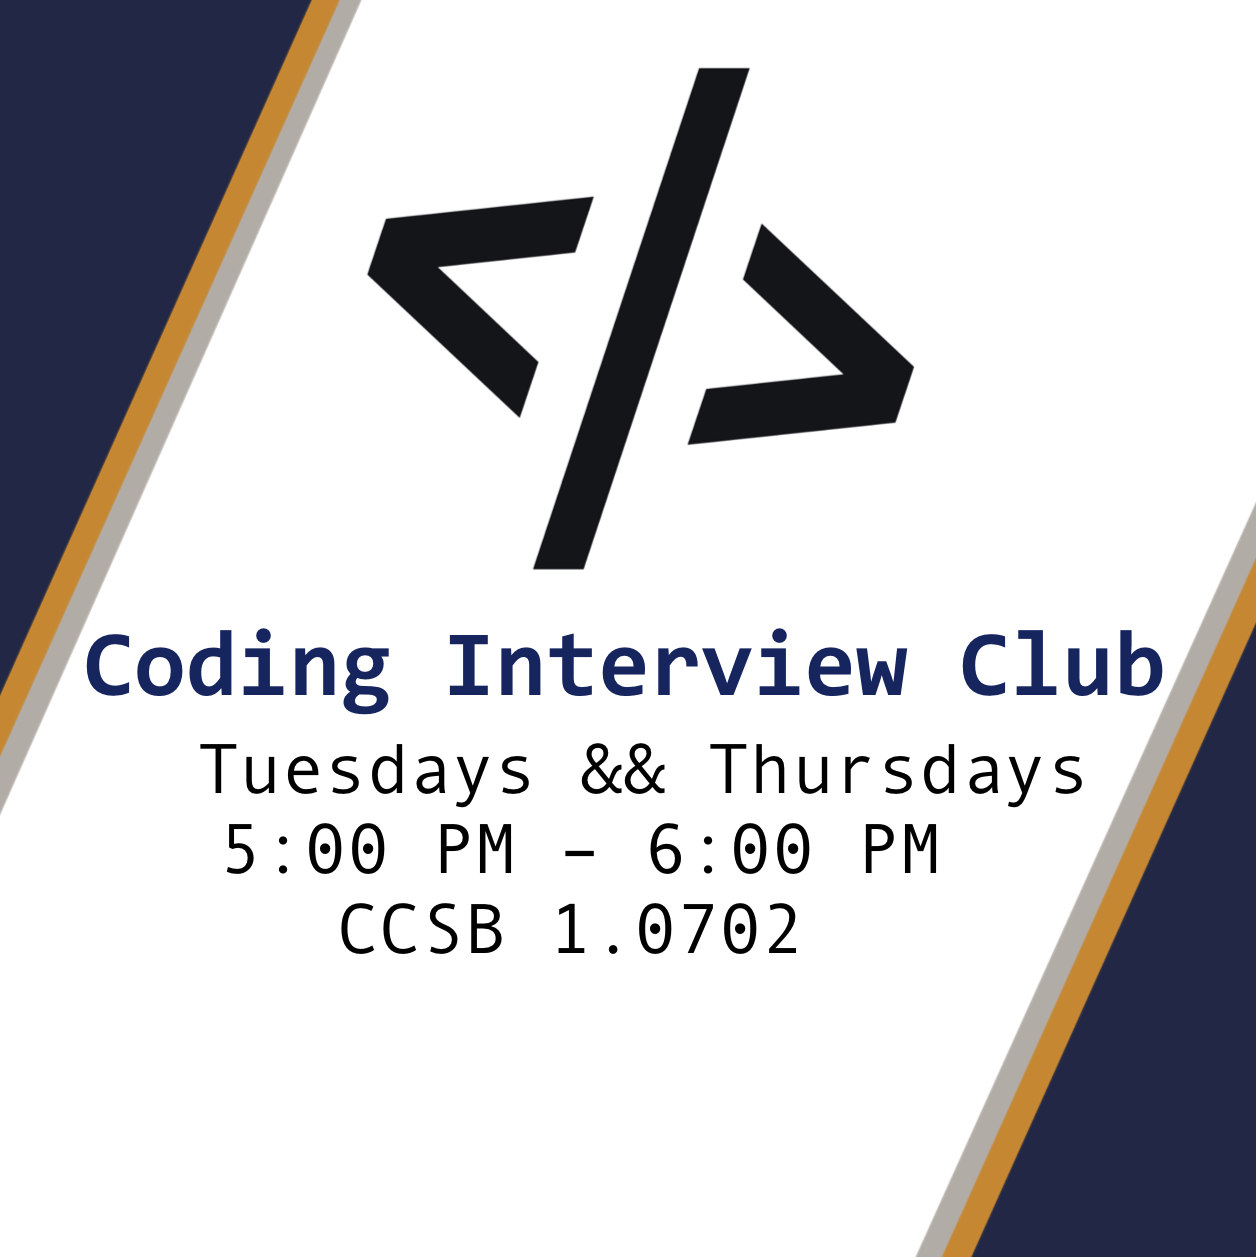 </>
Coding Interview Club
Tuesdays && Thursdays
5:00 PM – 6:00 PM
CCSB 1.0702